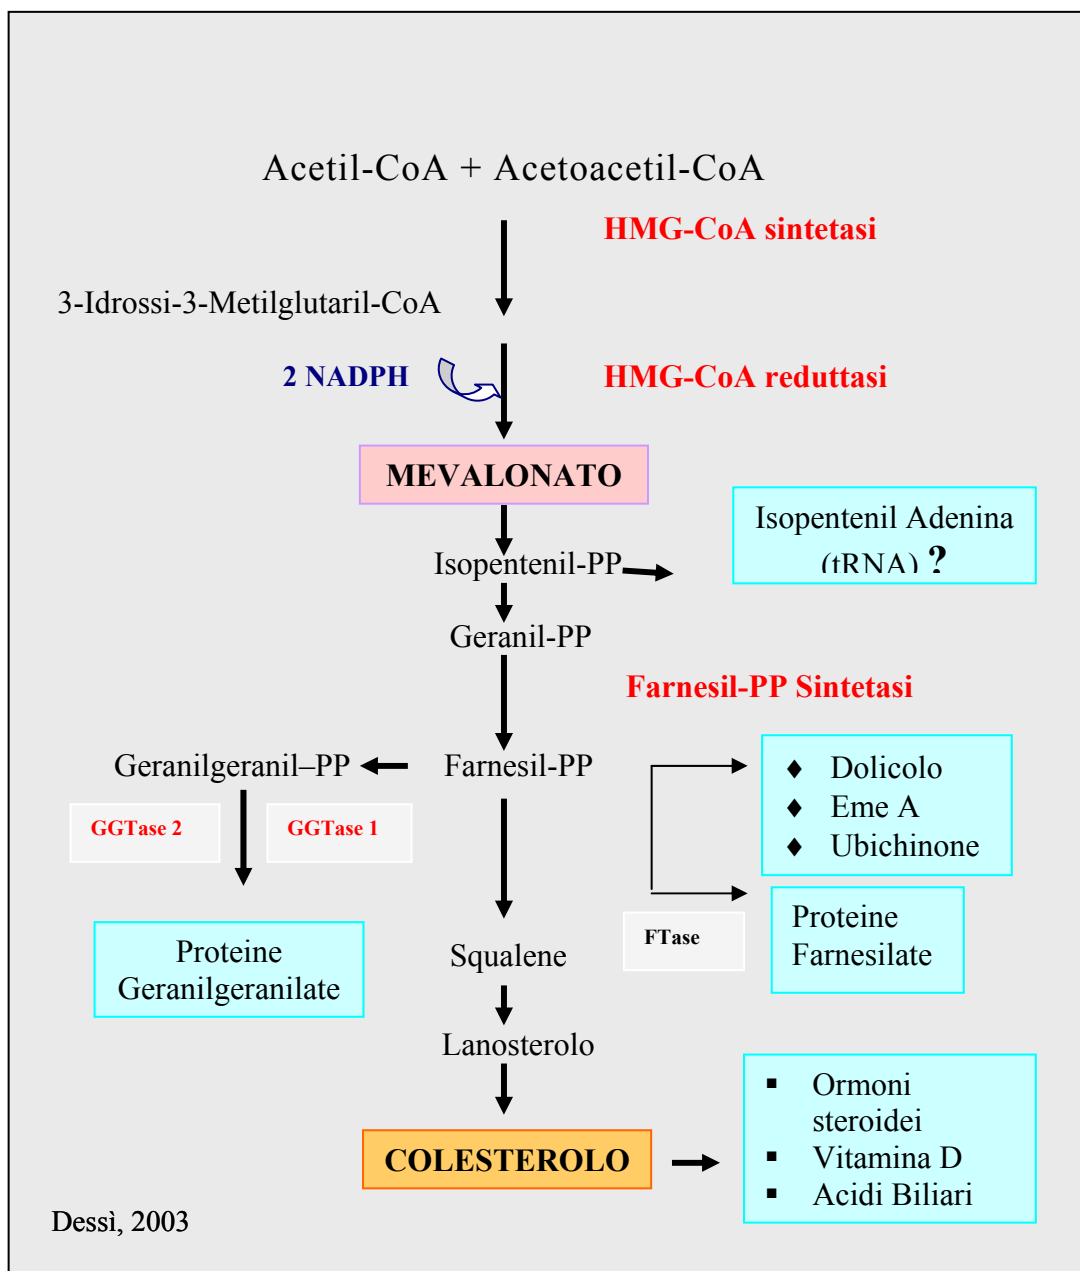 Acetil-CoA + Acetoacetil-CoA
HMG-CoA sintetasi
3-Idrossi-3-Metilglutaril-CoA
2 NADPH
HMG-CoA reduttasi
MEVALONATO
Isopentenil Adenina
(tRNA) ?
Isopentenil-PP
Geranil-PP
Farnesil-PP Sintetasi
Geranilgeranil–PP
Farnesil-PP
♦ Dolicolo
♦ Eme A
♦ Ubichinone
GGTase 2
GGTase 1
FTase
Proteine
Farnesilate
Proteine
Geranilgeranilate
Squalene
Lanosterolo
COLESTEROLO
▪ Ormoni
steroidei
▪ Vitamina D
▪ Acidi Biliari
Dessì, 2003